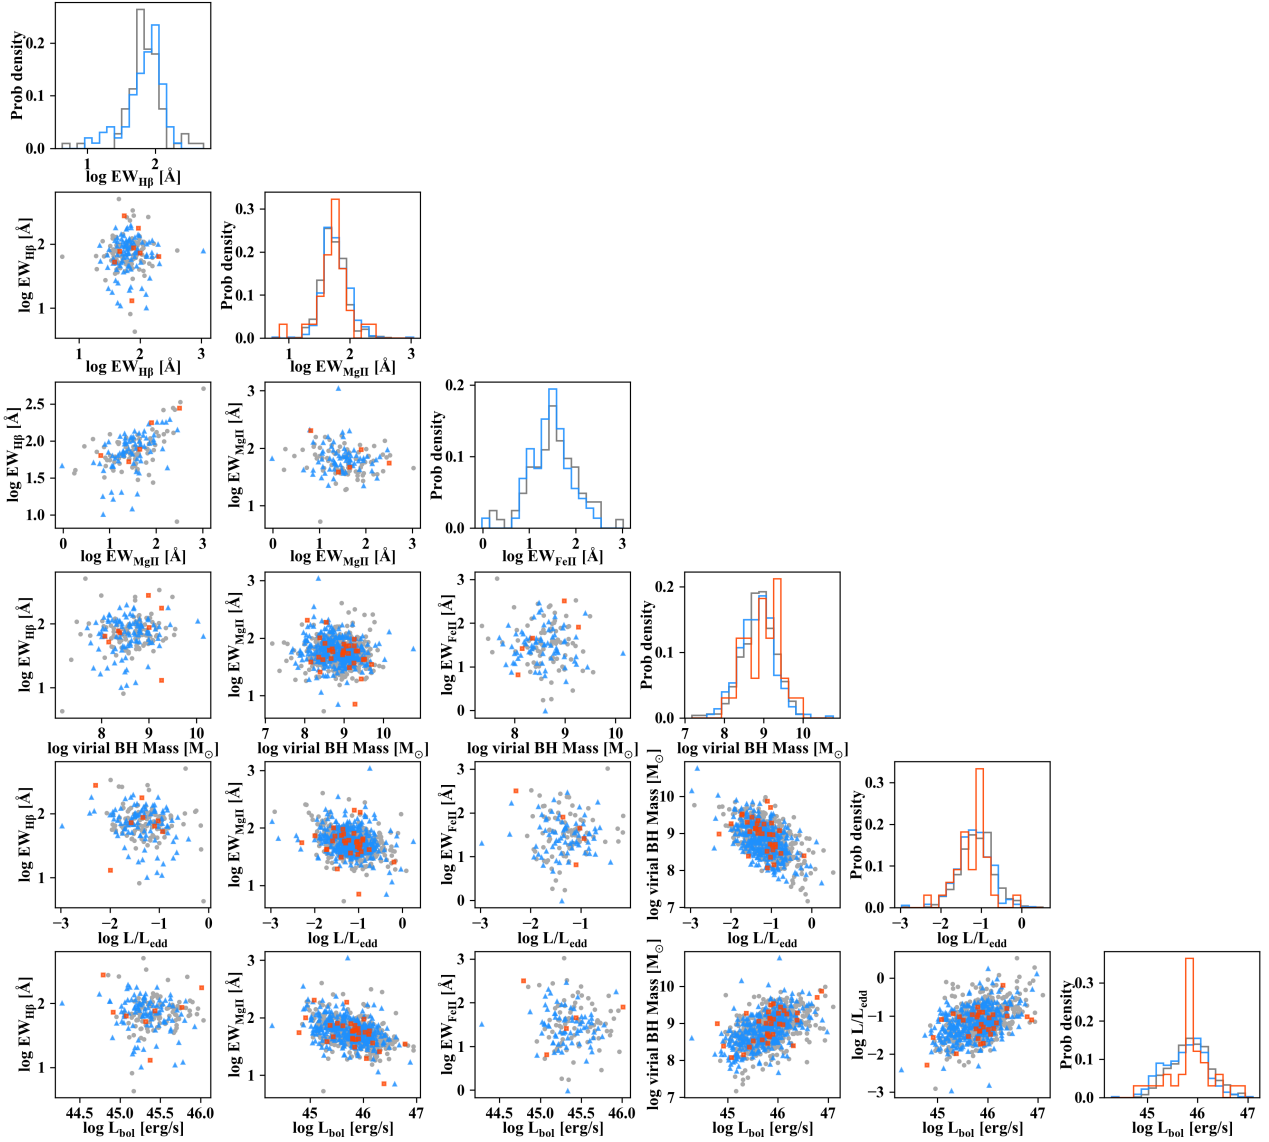 Prob density
0.2
0.1
0.0
1 2
log EW_Hβ [Å]
log EW_Hβ [Å]
2
1
1 2 3
log EW_Hβ [Å]
Prob density
0.3
0.2
0.1
0.0
1 2 3
log EW_MgII [Å]
log EW_Hβ [Å]
2.5
2.0
1.5
1.0
0 1 2 3
log EW_MgII [Å]
log EW_MgII [Å]
3
2
1
0 1 2 3
log EW_MgII [Å]
Prob density
0.2
0.1
0.0
0 1 2 3
log EW_FeII [Å]
log EW_Hβ [Å]
2
1
8 9 10
log virial BH Mass [M_⊙]
log EW_MgII [Å]
3
2
1
7 8 9 10
log virial BH Mass [M_⊙]
log EW_FeII [Å]
3
2
1
0
8 9 10
log virial BH Mass [M_⊙]
Prob density
0.2
0.1
0.0
7 8 9 10
log virial BH Mass [M_⊙]
log EW_Hβ [Å]
2
1
−3 −2 −1 0
log L/L_edd
log EW_MgII [Å]
3
2
1
−3 −2 −1 0
log L/L_edd
log EW_FeII [Å]
3
2
1
0
−3 −2 −1
log L/L_edd
log virial BH Mass [M_⊙]
10
9
8
7
−3 −2 −1 0
log L/L_edd
Prob density
0.3
0.2
0.1
0.0
−3 −2 −1 0
log L/L_edd
log EW_Hβ [Å]
2
1
44.5 45.0 45.5 46.0
log L_bol [erg/s]
log EW_MgII [Å]
3
2
1
45 46 47
log L_bol [erg/s]
log EW_FeII [Å]
3
2
1
0
44.5 45.0 45.5 46.0
log L_bol [erg/s]
log virial BH Mass [M_⊙]
10
9
8
7
45 46 47
log L_bol [erg/s]
log L/L_edd
0
−1
−2
−3
45 46 47
log L_bol [erg/s]
Prob density
0.3
0.2
0.1
0.0
45 46 47
log L_bol [erg/s]